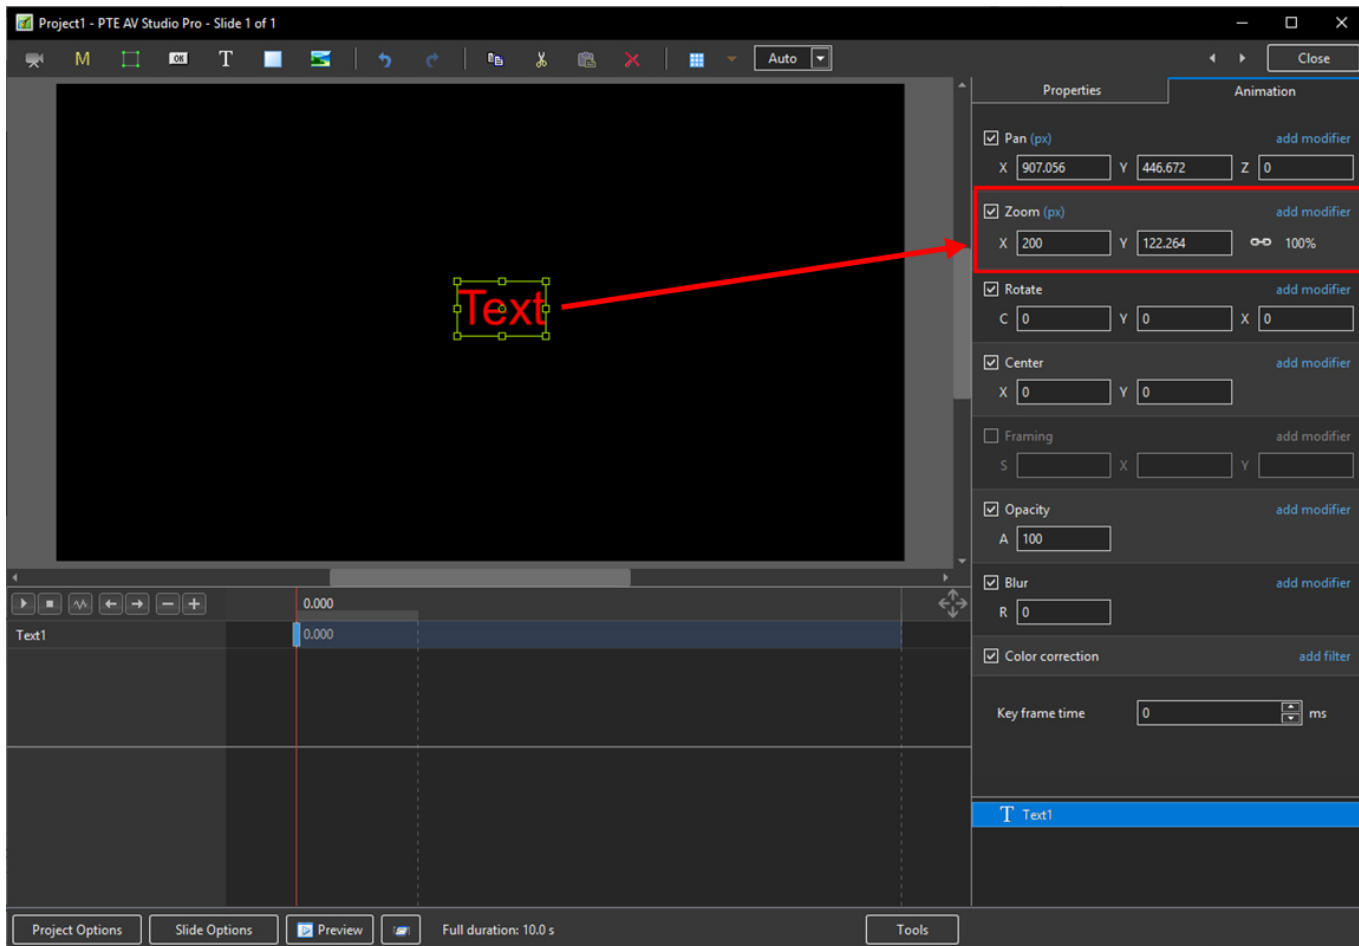 Project1 - PTE AV Studio Pro - Slide 1 of 1
M OK T Auto Close
Properties Animation
Pan (px) add modifier
X 907.056 Y 446.672 Z 0
Zoom (px) add modifier
X 200 Y 122.264 100%
Text
Rotate add modifier
C 0 Y 0 X 0
Center add modifier
X 0 Y 0
Framing add modifier
S X Y
Opacity add modifier
A 100
Blur add modifier
R 0
0.000
Text1 0.000
Color correction add filter
Key frame time 0 ms
T Text1
Project Options Slide Options Preview Full duration: 10.0 s Tools